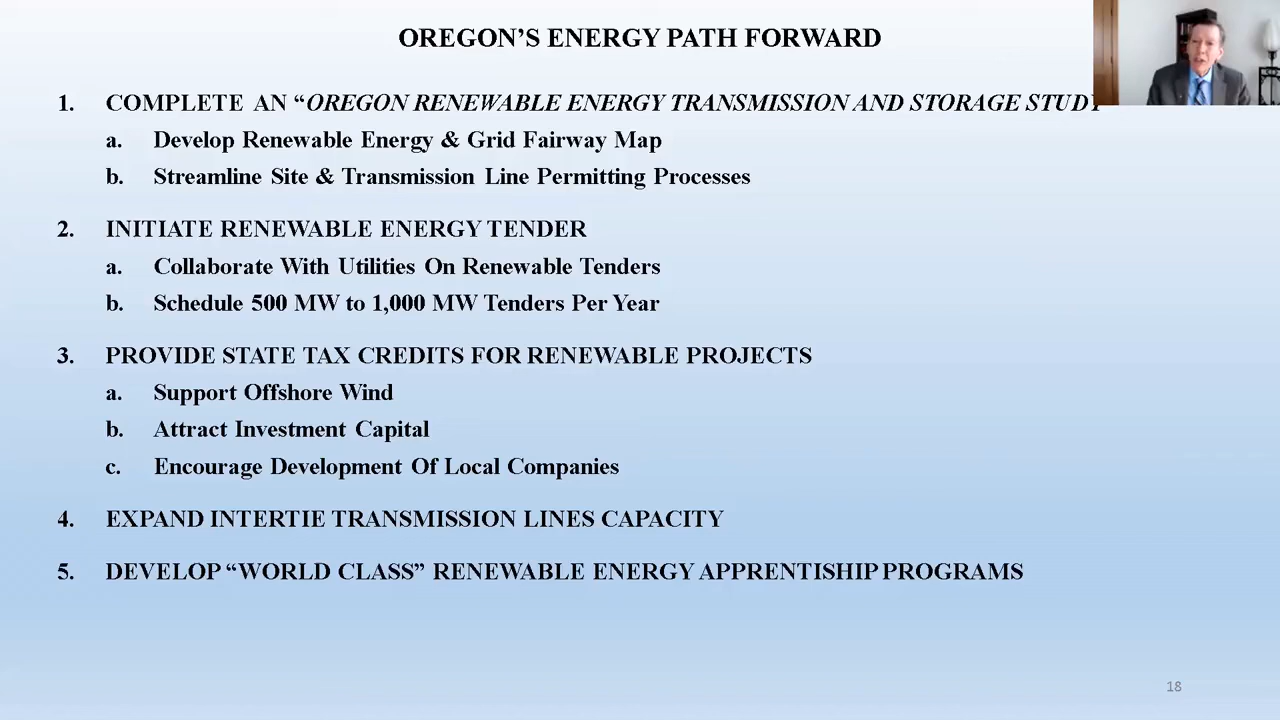 OREGON'S ENERGY PATH FORWARD
1. COMPLETE AN “OREGON RENEWABLE ENERGY TRANSMISSION AND STORAGE STUDY
a. Develop Renewable Energy & Grid Fairway Map
b. Streamline Site & Transmission Line Permitting Processes
2. INITIATE RENEWABLE ENERGY TENDER
a. Collaborate With Utilities On Renewable Tenders
b. Schedule 500 MW to 1,000 MW Tenders Per Year
3. PROVIDE STATE TAX CREDITS FOR RENEWABLE PROJECTS
a. Support Offshore Wind
b. Attract Investment Capital
c. Encourage Development Of Local Companies
4. EXPAND INTERTIE TRANSMISSION LINES CAPACITY
5. DEVELOP “WORLD CLASS” RENEWABLE ENERGY APPRENTISHIP PROGRAMS
18